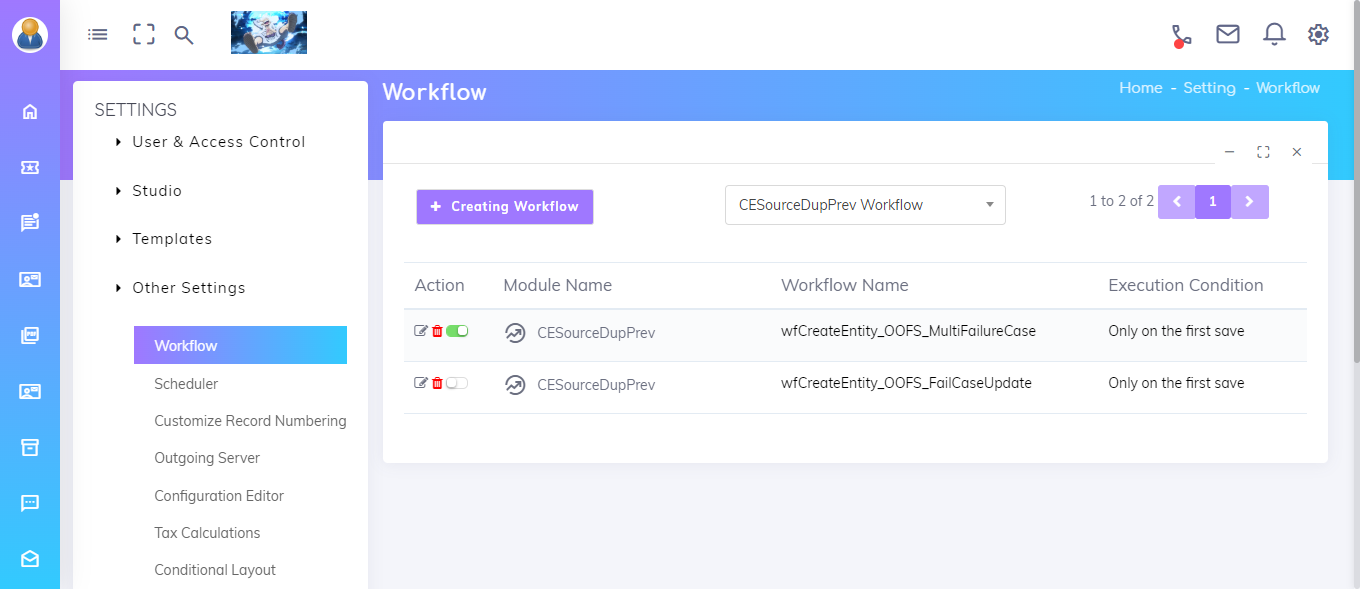 Workflow
Home - Setting - Workflow
SETTINGS
User & Access Control
Studio
Templates
Other Settings
Workflow
Scheduler
Customize Record Numbering
Outgoing Server
Configuration Editor
Tax Calculations
Conditional Layout
+ Creating Workflow
CESourceDupPrev Workflow
1 to 2 of 2 1
Action Module Name Workflow Name Execution Condition
CESourceDupPrev wfCreateEntity_OOFS_MultiFailureCase Only on the first save
CESourceDupPrev wfCreateEntity_OOFS_FailCaseUpdate Only on the first save